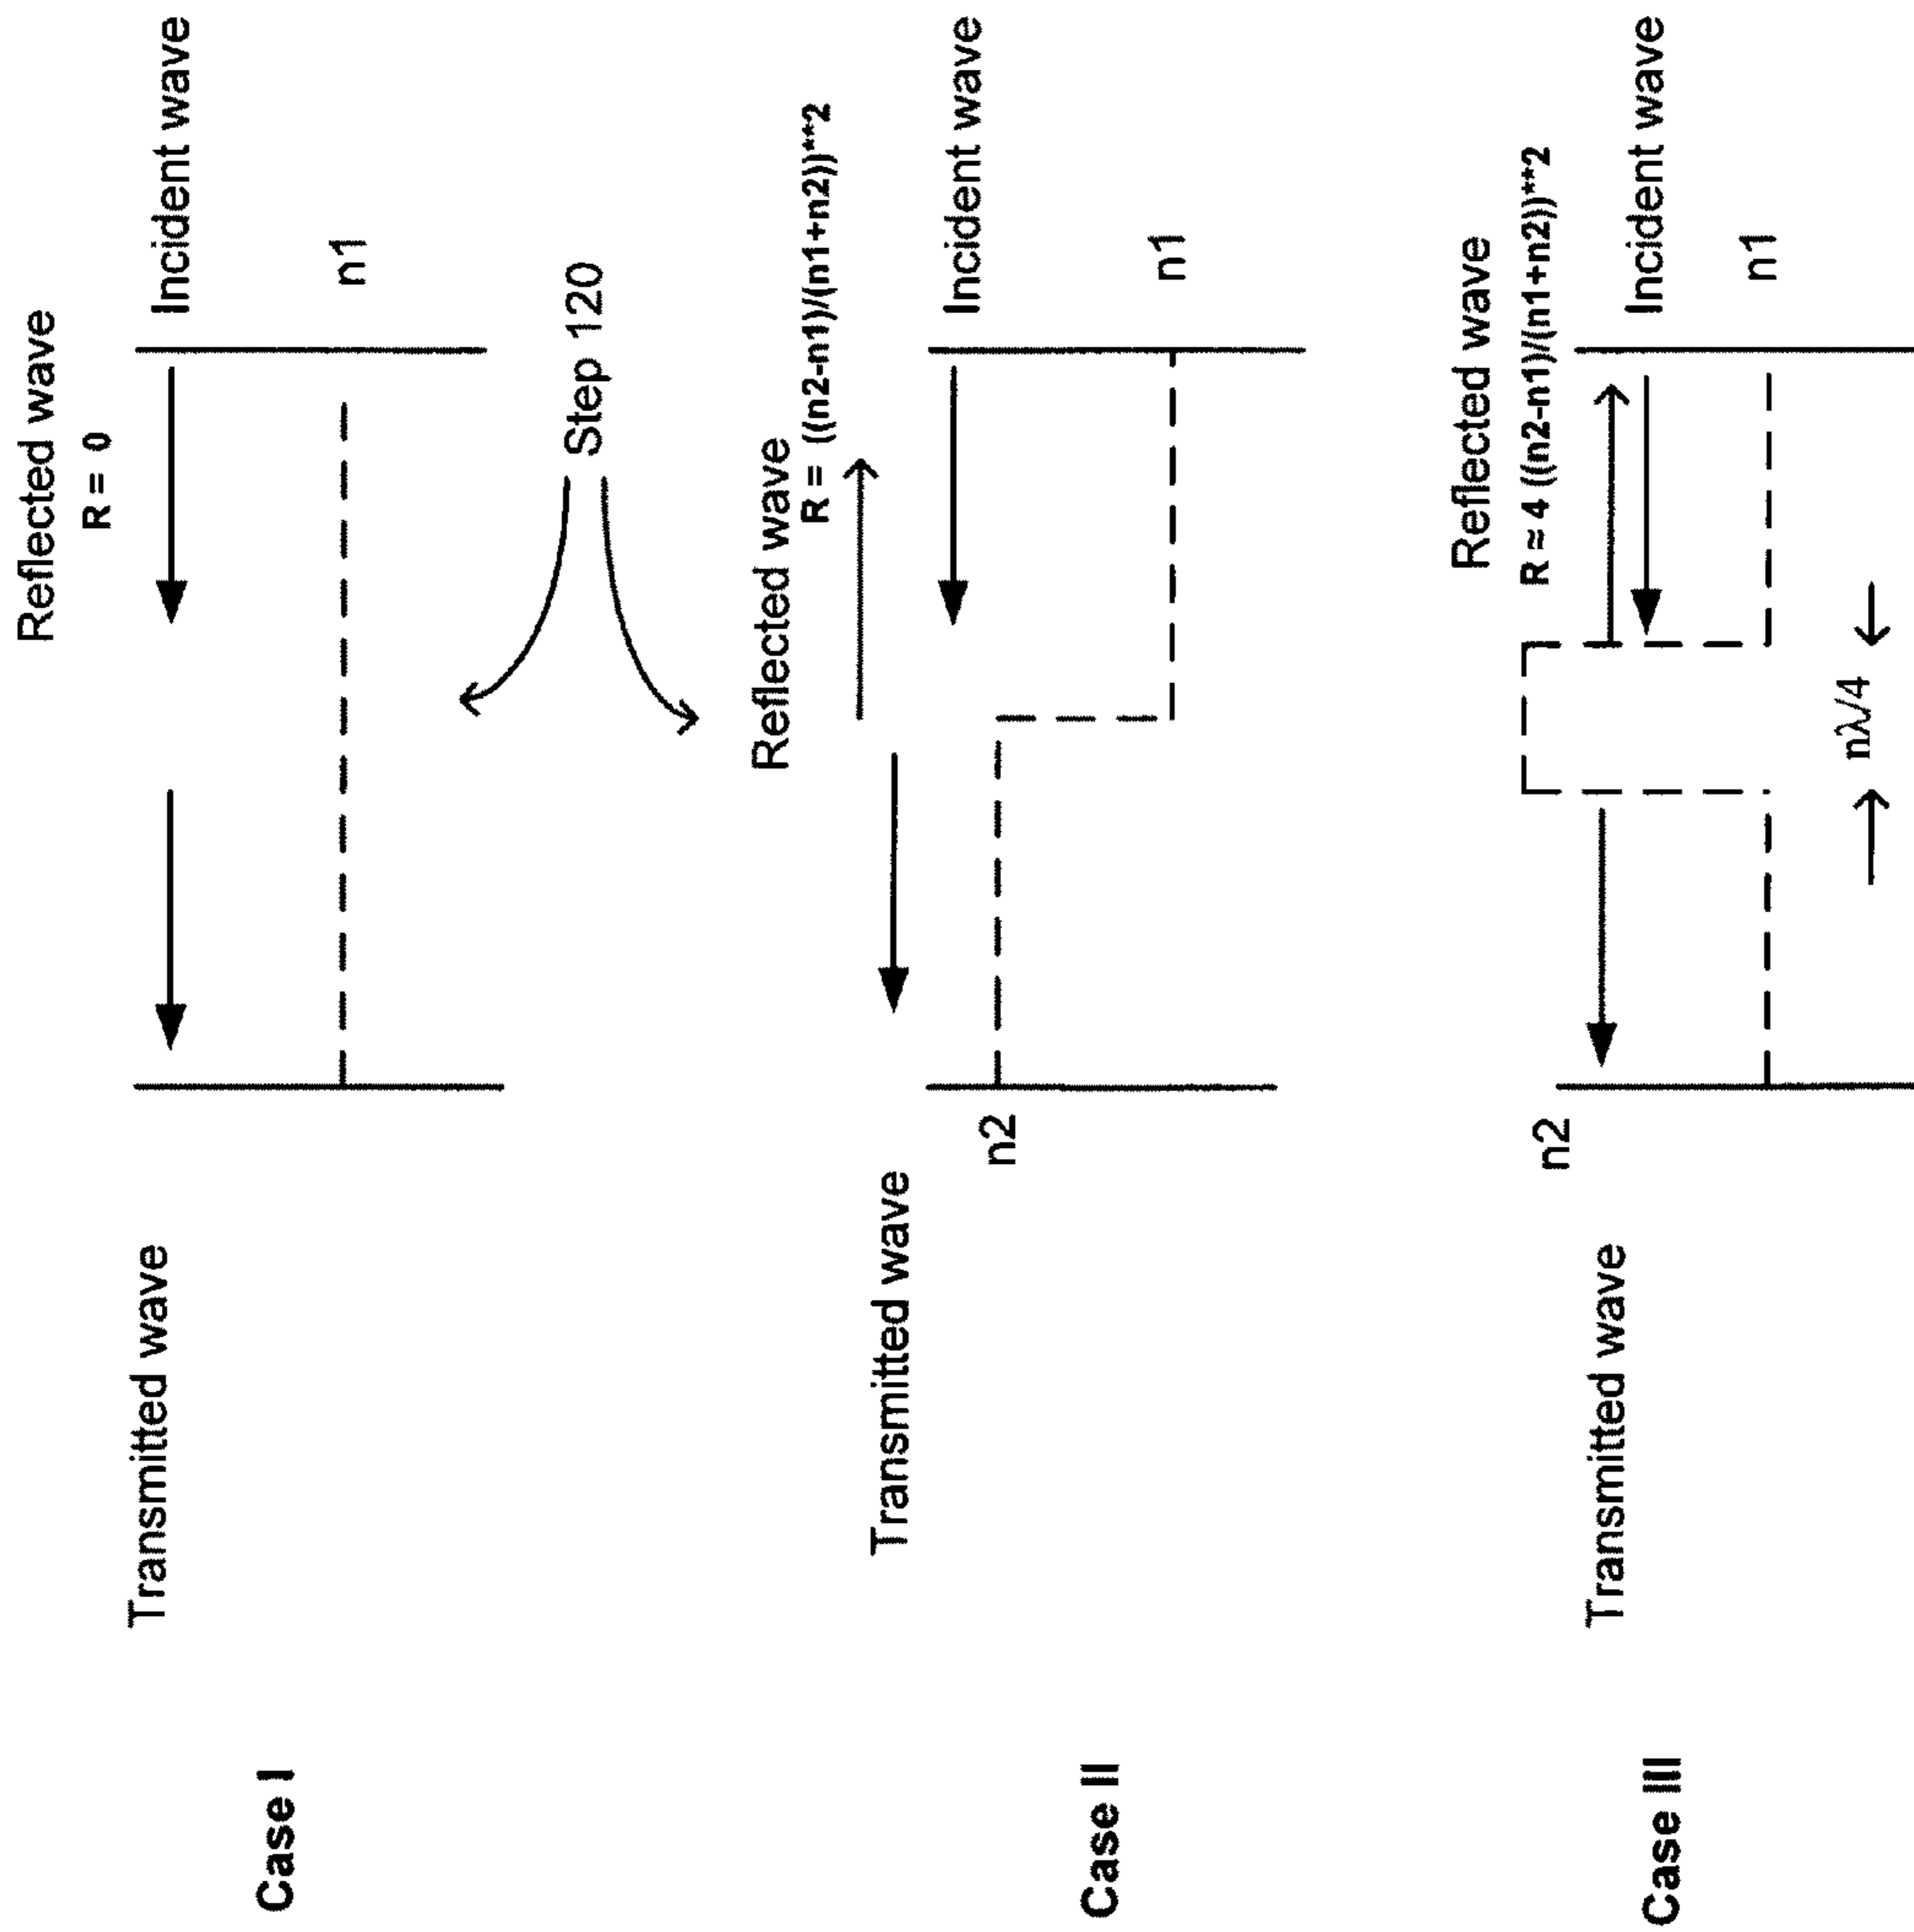 Reflected wave
R = 0
Transmitted wave
Incident wave
Case I
n1
Step 120
Reflected wave
R = ((n2-n1)/(n1+n2))**2
Transmitted wave
Incident wave
n2
Case II
n1
Reflected wave
R ≈ 4 ((n2-n1)/(n1+n2))**2
n2
Transmitted wave
Incident wave
Case III
n1
nλ/4